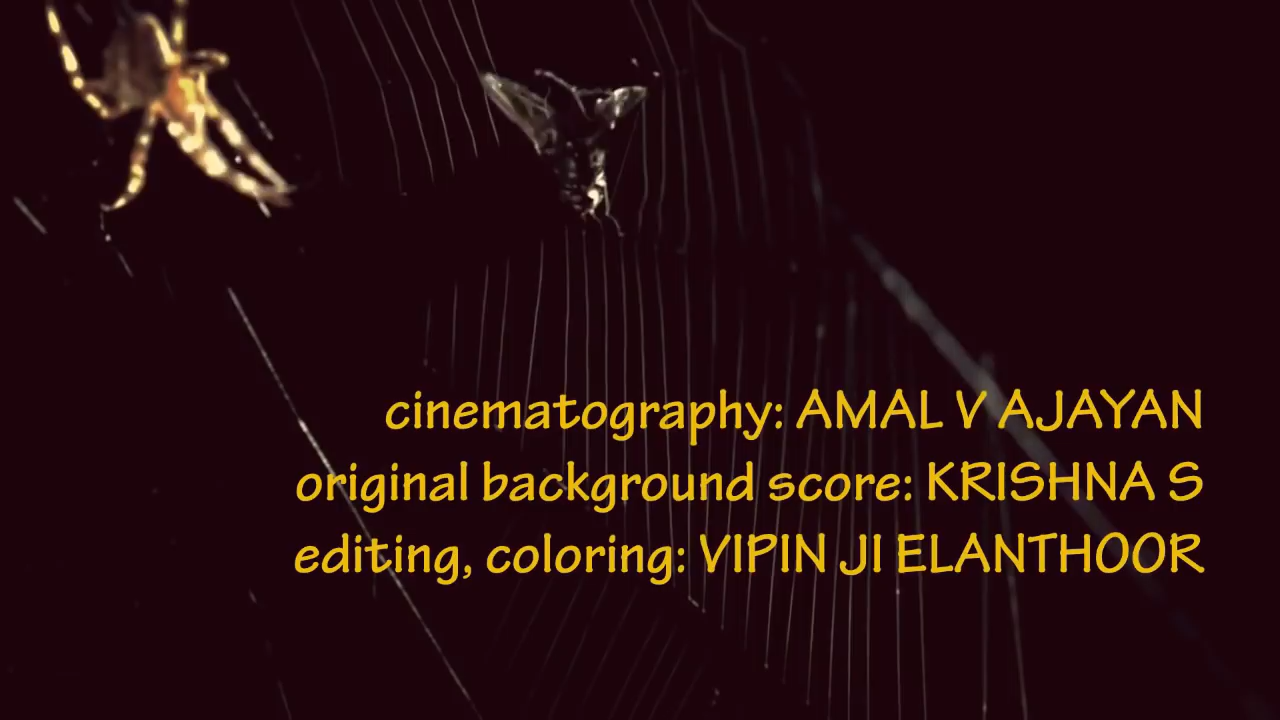 cinematography: AMAL V AJAYAN
original background score: KRISHNA S
editing, coloring: VIPIN JI ELANTHOOR